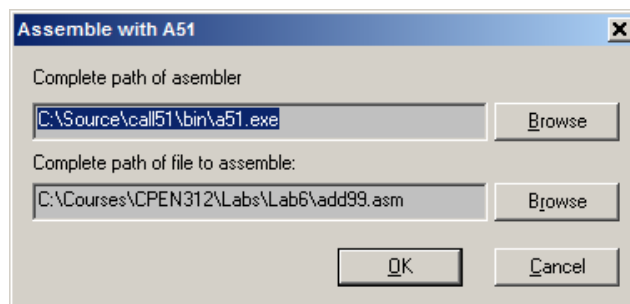 Assemble with A51
Complete path of asembler
C:\Source\call51\bin\a51.exe
Browse
Complete path of file to assemble:
C:\Courses\CPEN312\Labs\Lab6\add99.asm
Browse
OK
Cancel